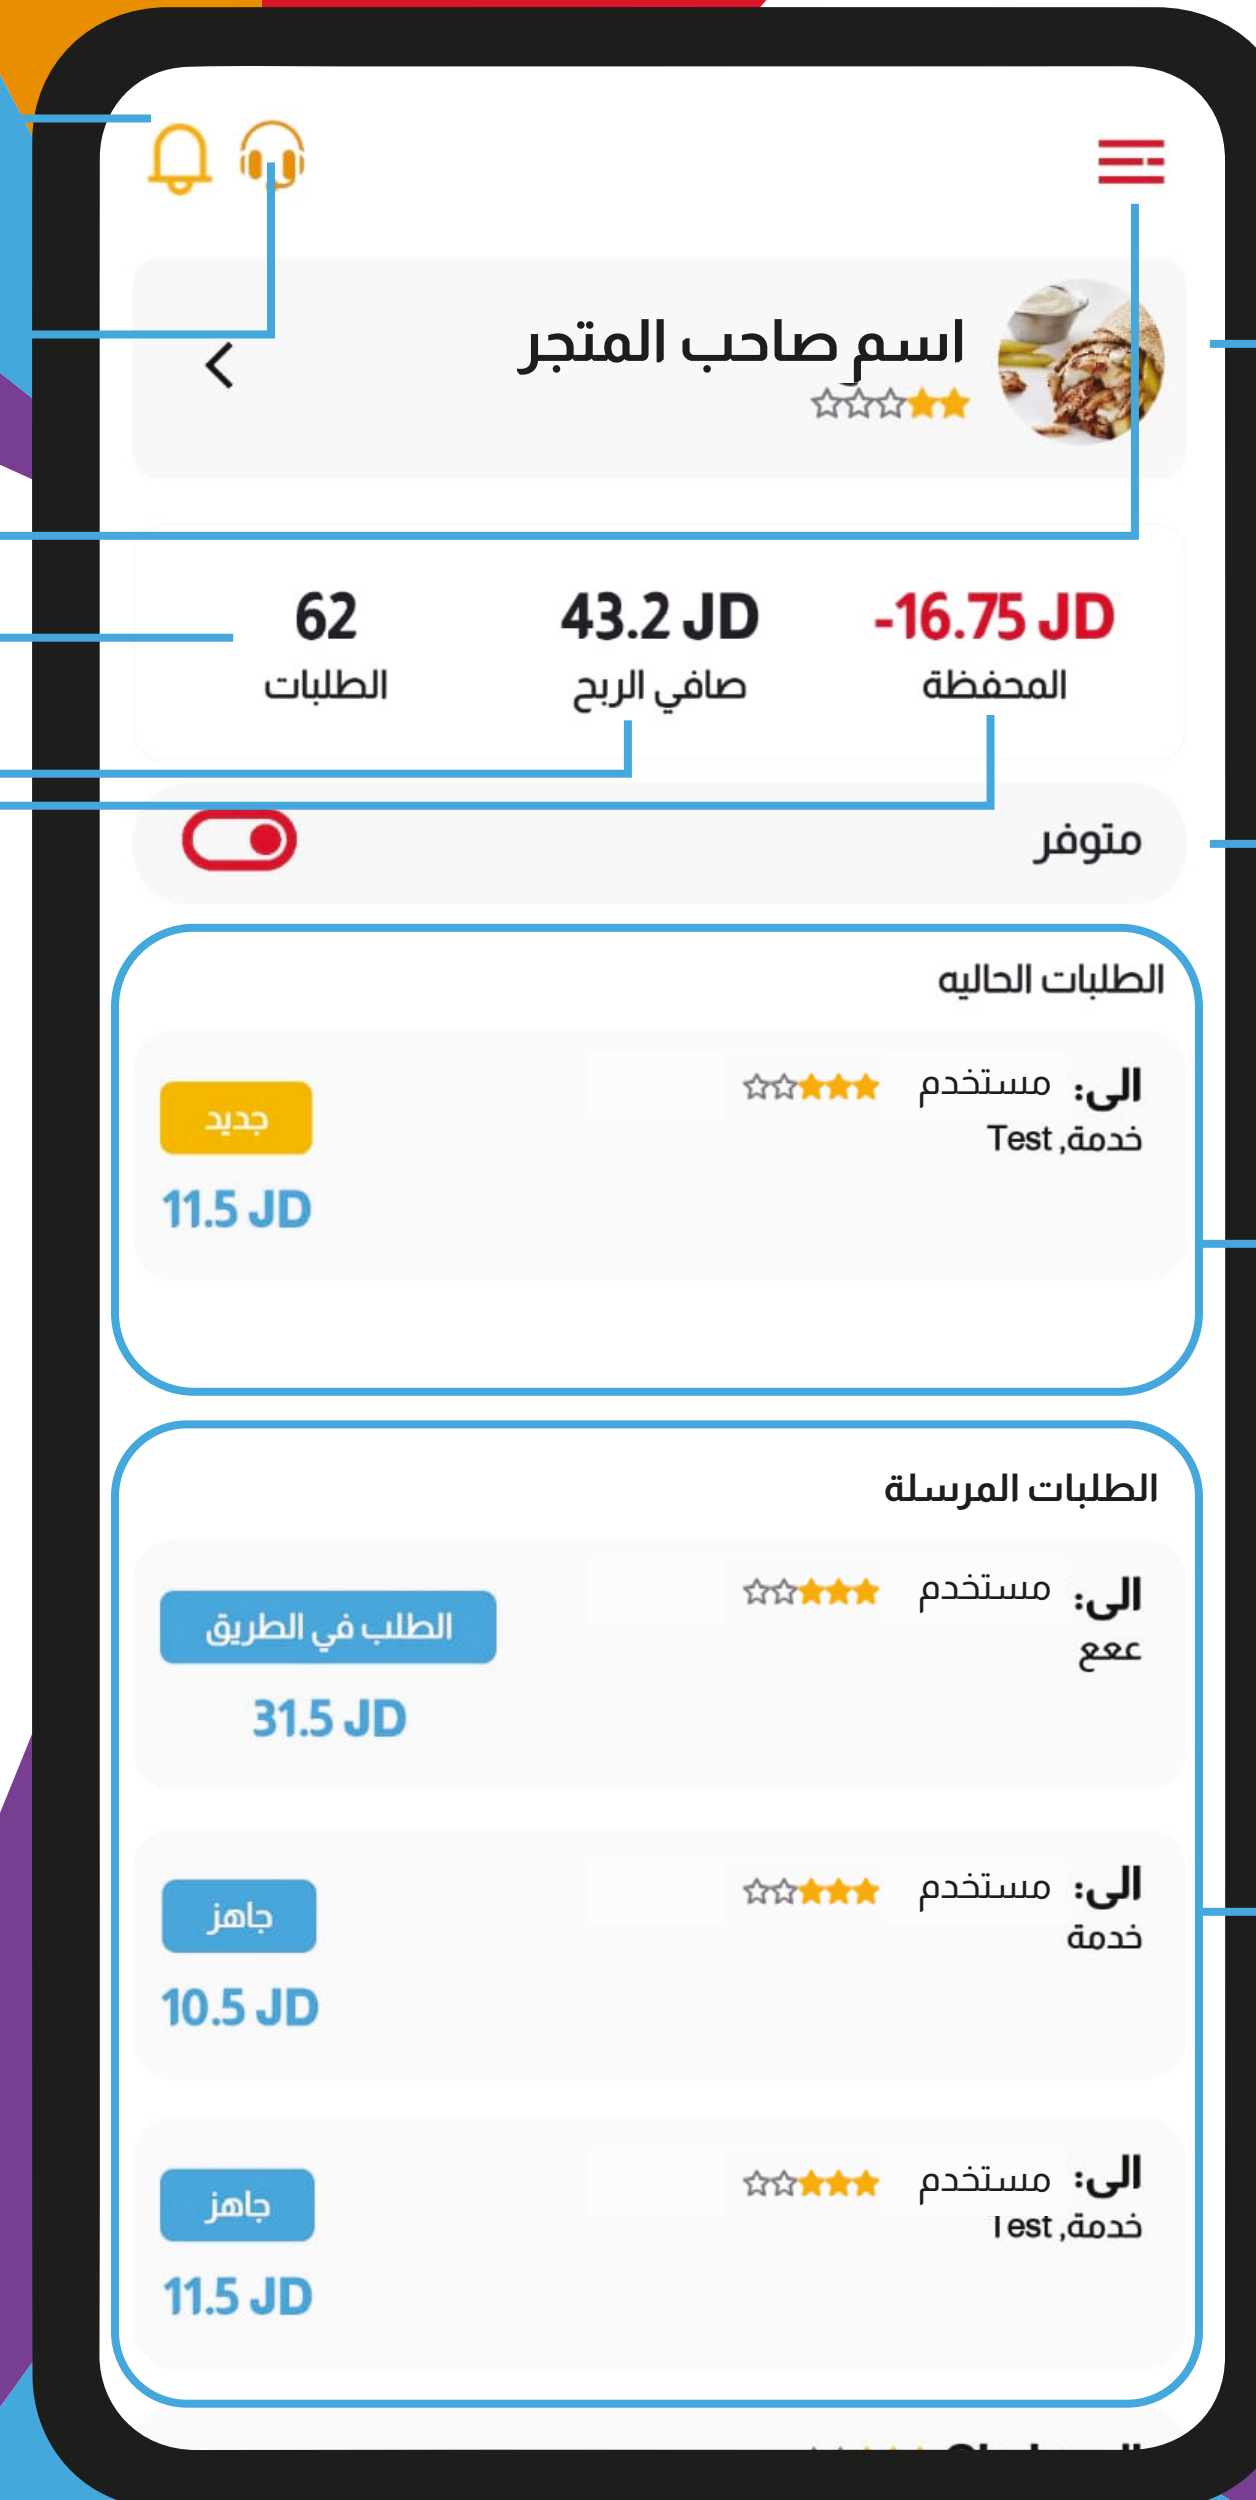 اسم صاحب المتجر
-16.75 JD
المحفظة
43.2 JD
صافي الربح
62
الطلبات
متوفر
الطلبات الحاليه
الى: مستخدم
خدمة, Test
جديد
11.5 JD
الطلبات المرسلة
الى: مستخدم
ععع
الطلب في الطريق
31.5 JD
الى: مستخدم
خدمة
جاهز
10.5 JD
الى: مستخدم
خدمة, Test
جاهز
11.5 JD